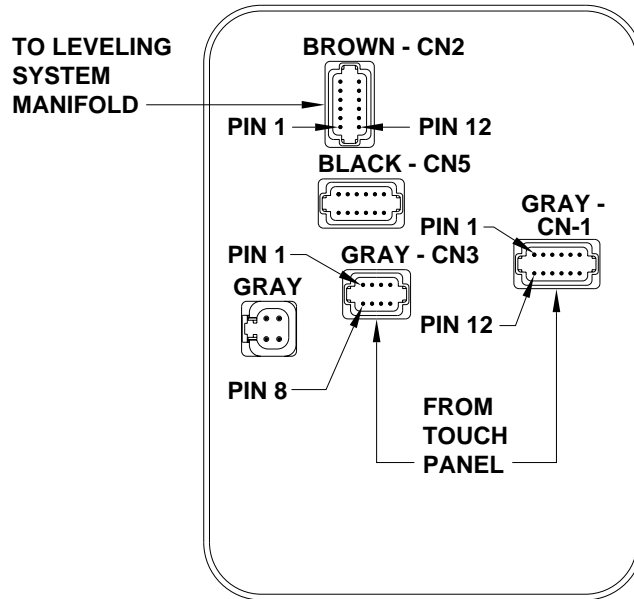 TO LEVELING
SYSTEM
MANIFOLD
BROWN - CN2
PIN 1
PIN 12
BLACK - CN5
GRAY -
CN-1
PIN 1
PIN 12
PIN 1
GRAY - CN3
GRAY
PIN 8
FROM
TOUCH
PANEL